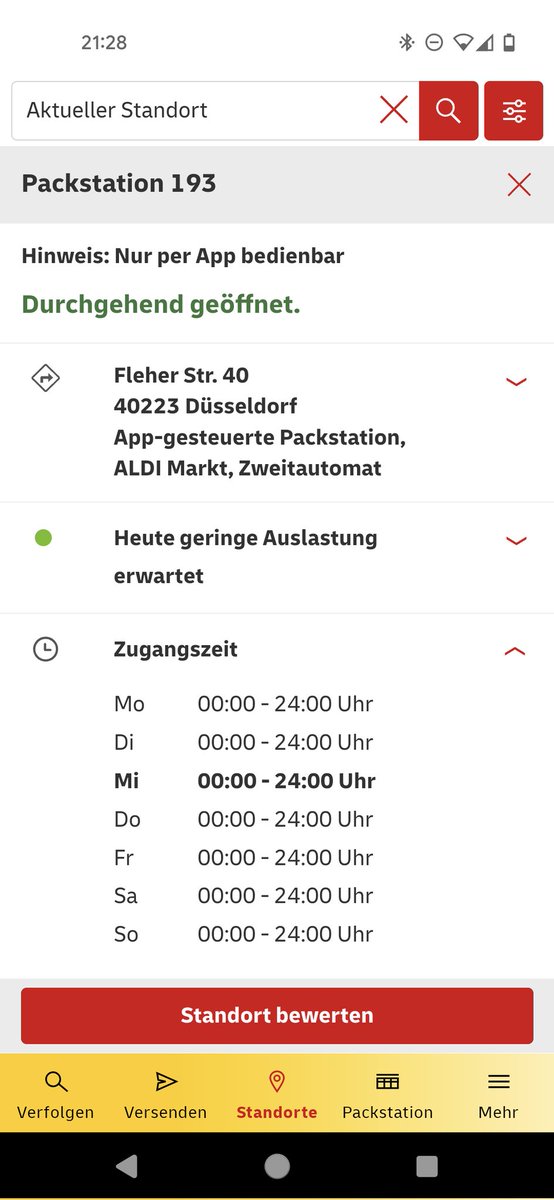 21:28
Aktueller Standort
Packstation 193
Hinweis: Nur per App bedienbar
Durchgehend geöffnet.
Fleher Str. 40
40223 Düsseldorf
App-gesteuerte Packstation,
ALDI Markt, Zweitautomat
Heute geringe Auslastung
erwartet
Zugangszeit
Mo 00:00 - 24:00 Uhr
Di 00:00 - 24:00 Uhr
Mi 00:00 - 24:00 Uhr
Do 00:00 - 24:00 Uhr
Fr 00:00 - 24:00 Uhr
Sa 00:00 - 24:00 Uhr
So 00:00 - 24:00 Uhr
Standort bewerten
Verfolgen Versenden Standorte Packstation Mehr